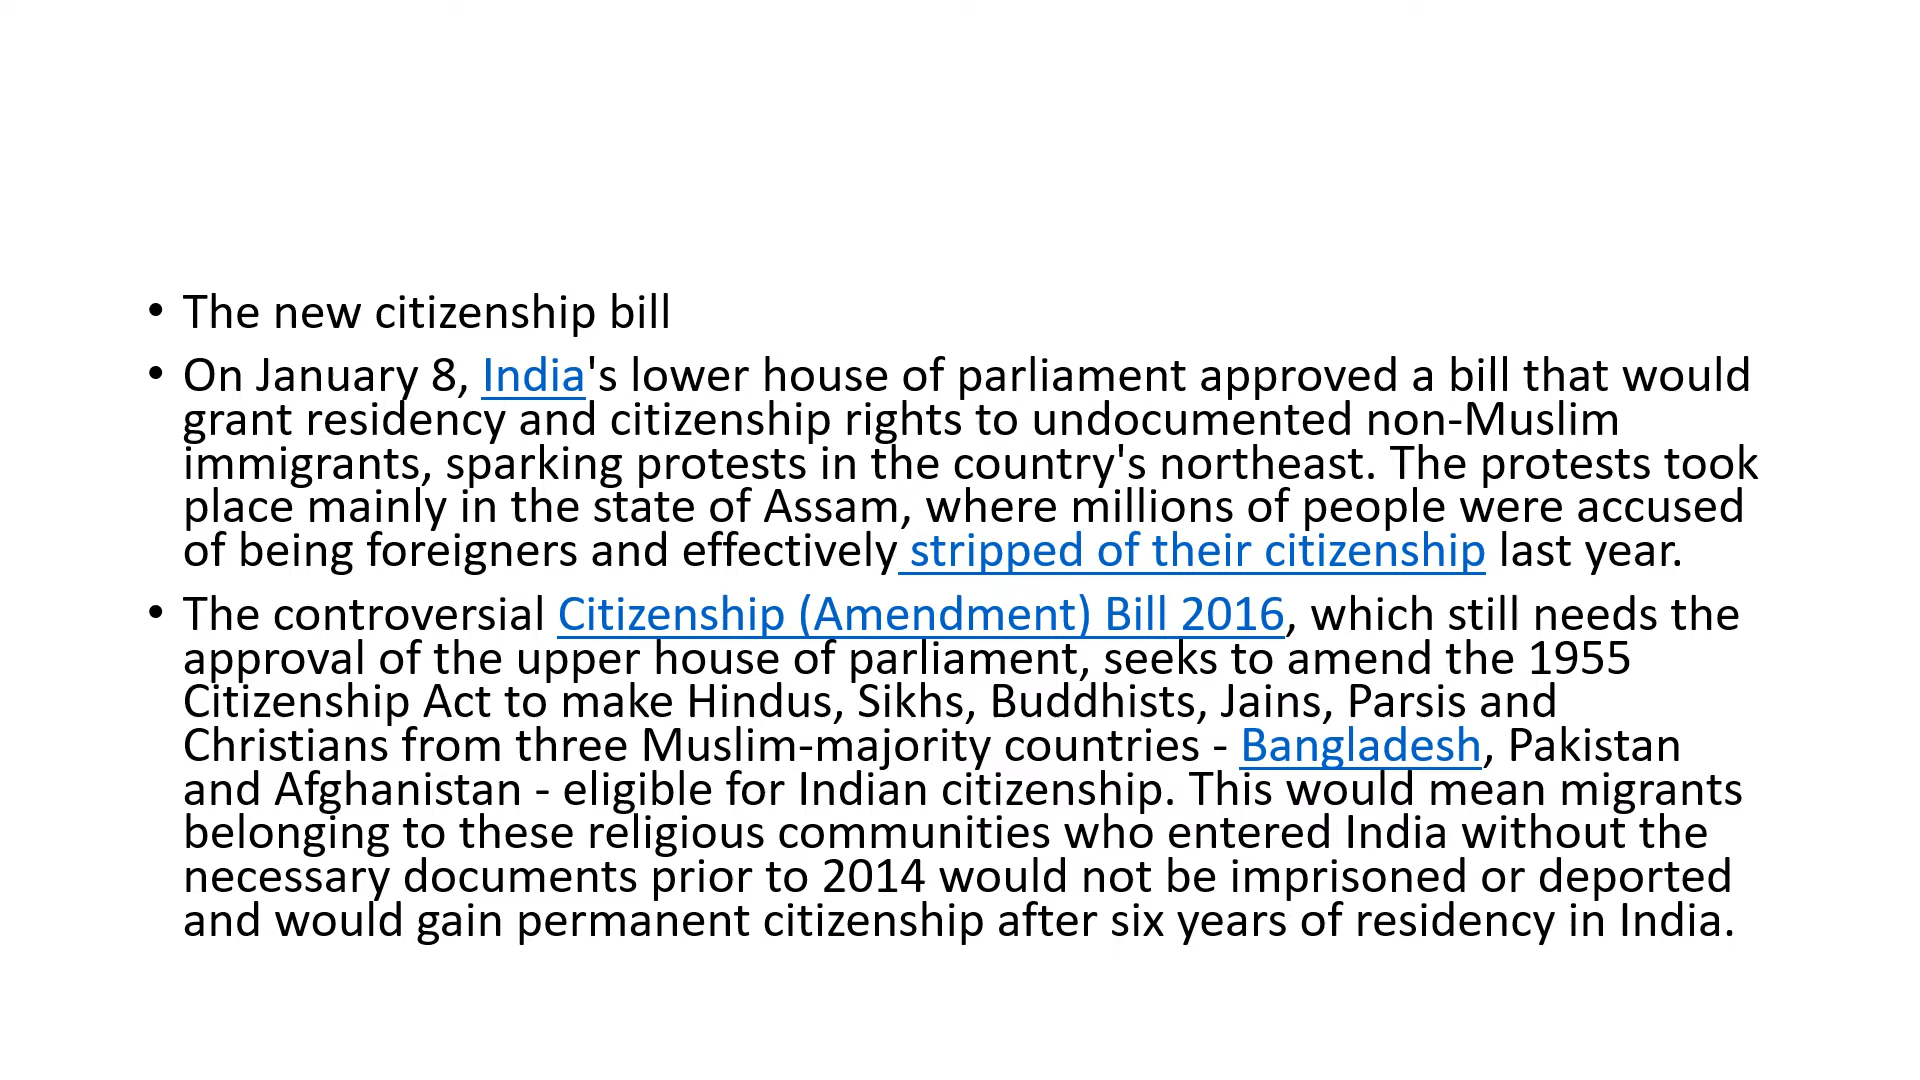 • The new citizenship bill
• On January 8, India's lower house of parliament approved a bill that would
grant residency and citizenship rights to undocumented non-Muslim
immigrants, sparking protests in the country's northeast. The protests took
place mainly in the state of Assam, where millions of people were accused
of being foreigners and effectively stripped of their citizenship last year.
• The controversial Citizenship (Amendment) Bill 2016, which still needs the
approval of the upper house of parliament, seeks to amend the 1955
Citizenship Act to make Hindus, Sikhs, Buddhists, Jains, Parsis and
Christians from three Muslim-majority countries - Bangladesh, Pakistan
and Afghanistan - eligible for Indian citizenship. This would mean migrants
belonging to these religious communities who entered India without the
necessary documents prior to 2014 would not be imprisoned or deported
and would gain permanent citizenship after six years of residency in India.